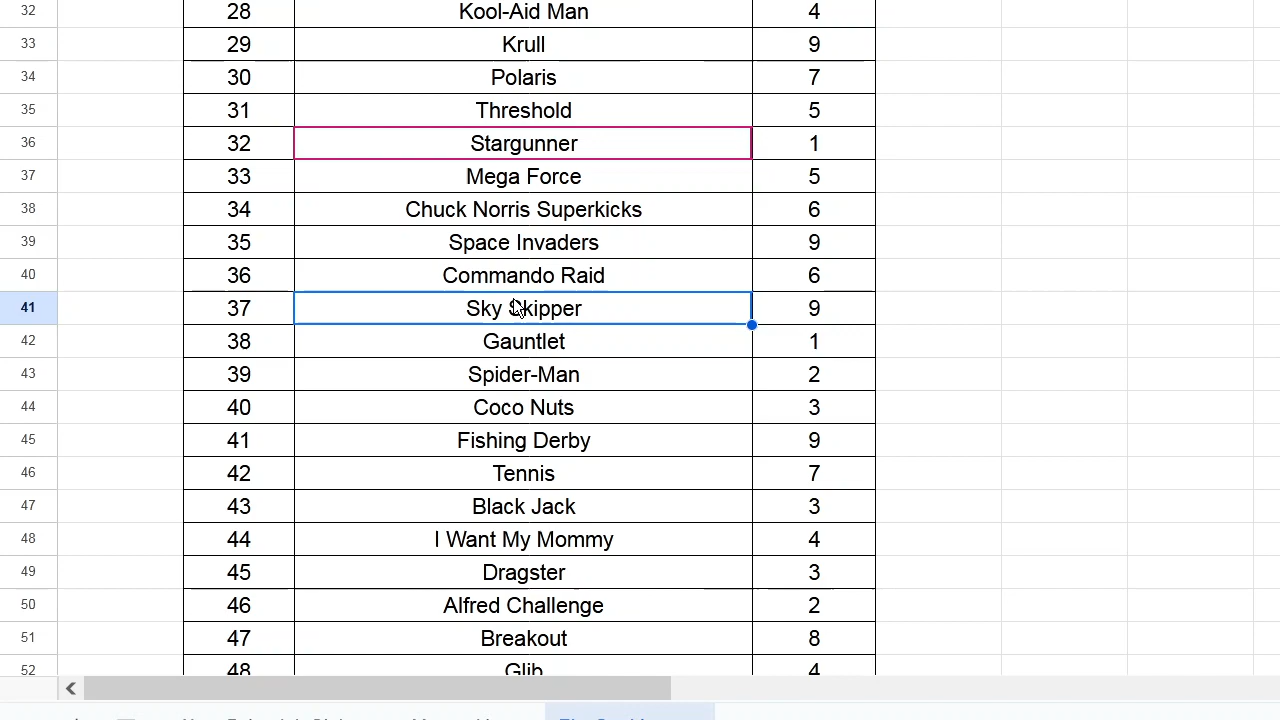 32 28 Kool-Aid Man 4
33 29 Krull 9
34 30 Polaris 7
35 31 Threshold 5
36 32 Stargunner 1
37 33 Mega Force 5
38 34 Chuck Norris Superkicks 6
39 35 Space Invaders 9
40 36 Commando Raid 6
41 37 Sky Skipper 9
42 38 Gauntlet 1
43 39 Spider-Man 2
44 40 Coco Nuts 3
45 41 Fishing Derby 9
46 42 Tennis 7
47 43 Black Jack 3
48 44 I Want My Mommy 4
49 45 Dragster 3
50 46 Alfred Challenge 2
51 47 Breakout 8
52 48 Glib 4